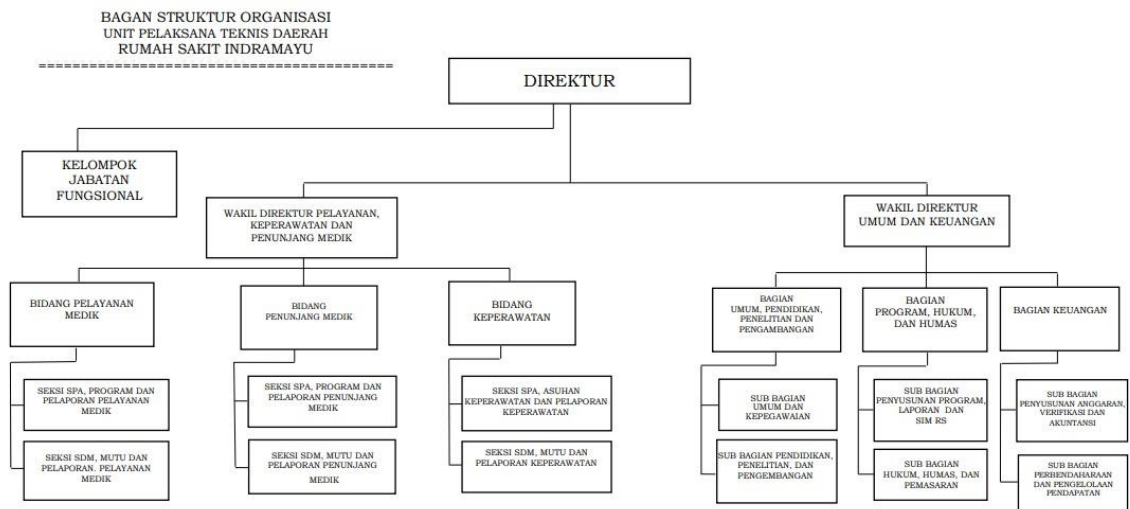 BAGAN STRUKTUR ORGANISASI
UNIT PELAKSANA TEKNIS DAERAH
RUMAH SAKIT INDRAMAYU
==========================================
DIREKTUR
KELOMPOK
JABATAN
FUNGSIONAL
WAKIL DIREKTUR PELAYANAN,
KEPERAWATAN DAN
PENUNJANG MEDIK
WAKIL DIREKTUR
UMUM DAN KEUANGAN
BIDANG PELAYANAN
MEDIK
BIDANG
PENUNJANG MEDIK
BIDANG
KEPERAWATAN
BAGIAN
UMUM, PENDIDIKAN,
PENELITIAN DAN
PENGAMBANGAN
BAGIAN
PROGRAM, HUKUM,
DAN HUMAS
BAGIAN KEUANGAN
SEKSI SPA, PROGRAM DAN
PELAPORAN PELAYANAN
MEDIK
SEKSI SPA, PROGRAM DAN
PELAPORAN PENUNJANG
MEDIK
SEKSI SPA, ASUHAN
KEPERAWATAN DAN PELAPORAN
KEPERAWATAN
SUB BAGIAN
UMUM DAN
KEPEGAWAIAN
SUB BAGIAN
PENYUSUNAN PROGRAM,
LAPORAN DAN
SIM RS
SUB BAGIAN
PENYUSUNAN ANGGARAN,
VERIFIKASI DAN
AKUNTANSI
SEKSI SDM, MUTU DAN
PELAPORAN. PELAYANAN
MEDIK
SEKSI SDM, MUTU DAN
PELAPORAN PENUNJANG
MEDIK
SEKSI SDM, MUTU DAN
PELAPORAN KEPERAWATAN
SUB BAGIAN PENDIDIKAN,
PENELITIAN, DAN
PENGEMBANGAN
SUB BAGIAN
HUKUM, HUMAS, DAN
PEMASARAN
SUB BAGIAN
PERBENDAHARAAN
DAN PENGELOLAAN
PENDAPATAN